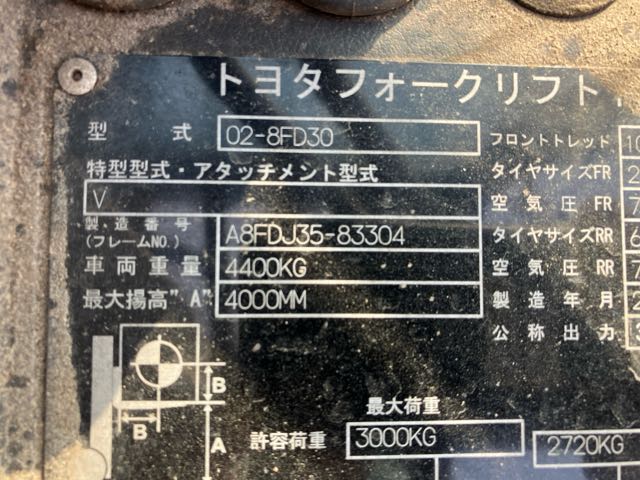 トヨタフォークリフト
型 式 02-8FD30
特型型式・アタッチメント型式
V
製造番号 (フレームNO.) A8FDJ35-83304
車両重量 4400KG
最大揚高"A" 4000MM
フロントトレッド 10
タイヤサイズFR 2
空気圧 FR 7
タイヤサイズRR 6
空気圧 RR 7
製造年月
公称出力
B
B
A
最大荷重
許容荷重 3000KG 2720KG